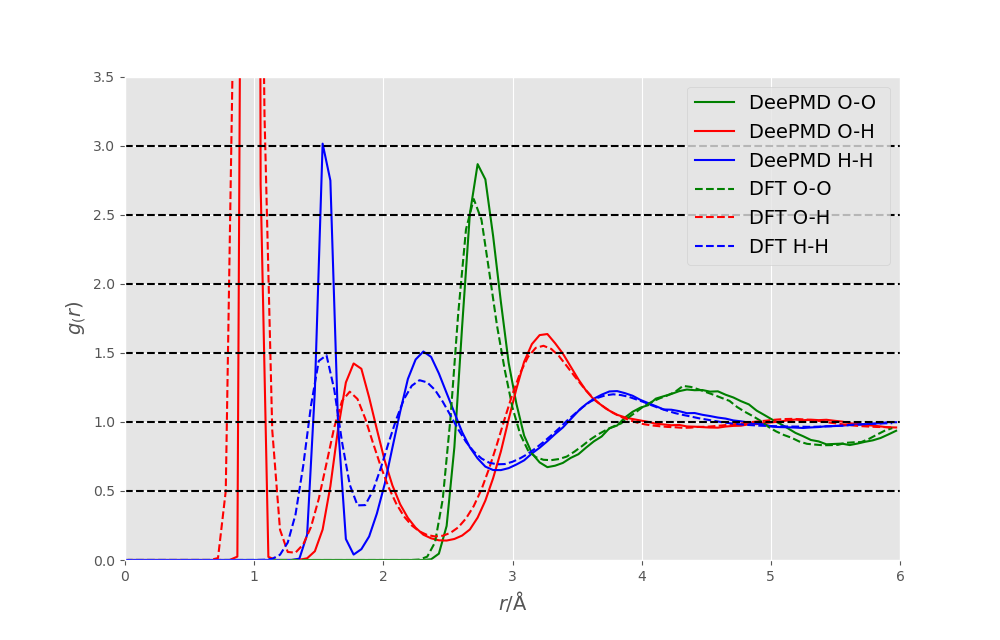 3.5
3.0
2.5
2.0
1.5
1.0
0.5
0.0
g(r)
DeePMD O-O
DeePMD O-H
DeePMD H-H
DFT O-O
DFT O-H
DFT H-H
0 1 2 3 4 5 6
r/Å